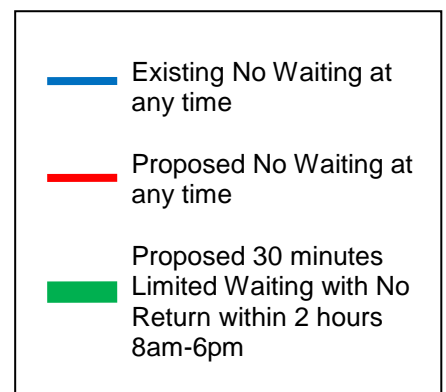 Existing No Waiting at
any time
Proposed No Waiting at
any time
Proposed 30 minutes
Limited Waiting with No
Return within 2 hours
8am-6pm